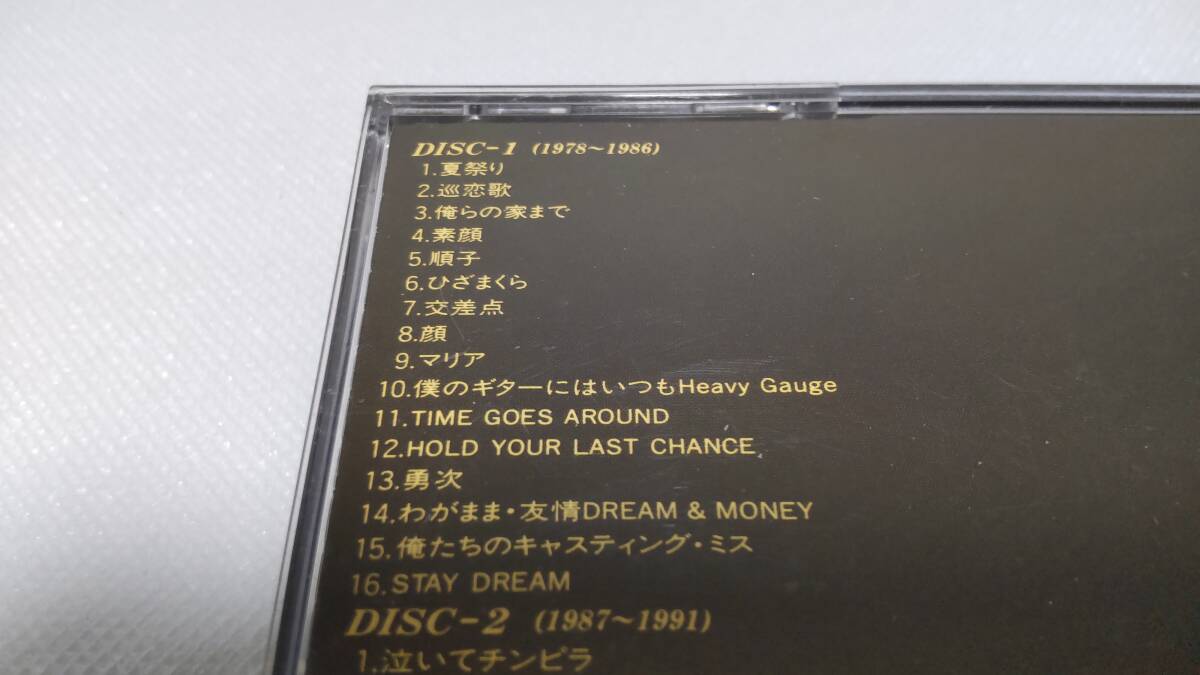 DISC-1 (1978~1986)
1.夏祭り
2.巡恋歌
3.俺らの家まで
4.素顔
5.順子
6.ひざまくら
7.交差点
8.顔
9.マリア
10.僕のギターにはいつもHeavy Gauge
11.TIME GOES AROUND
12.HOLD YOUR LAST CHANCE
13.勇次
14.わがまま・友情DREAM & MONEY
15.俺たちのキャスティング・ミス
16.STAY DREAM
DISC-2 (1987~1991)
1.泣いてチンピラ